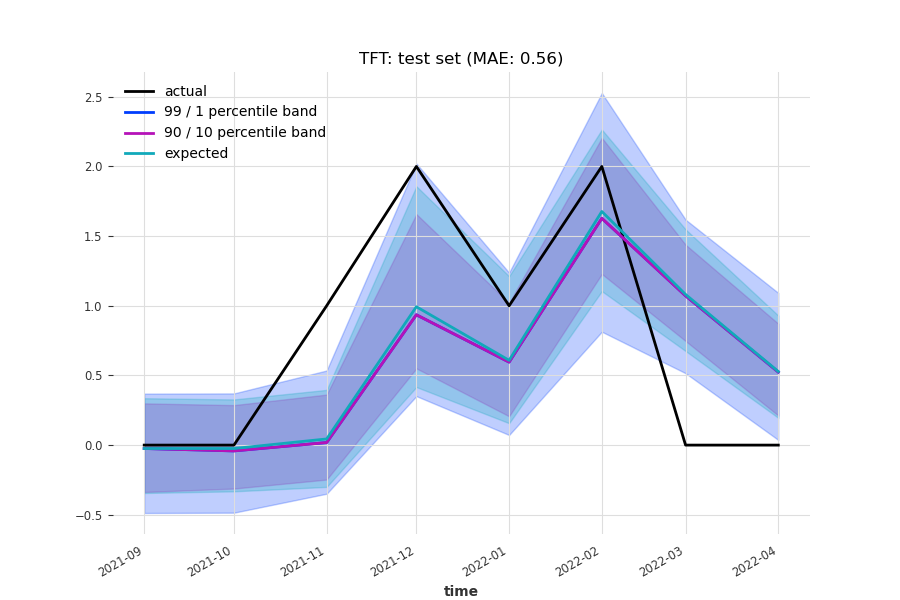 TFT: test set (MAE: 0.56)
actual
99 / 1 percentile band
90 / 10 percentile band
expected
2.5
2.0
1.5
1.0
0.5
0.0
−0.5
2021-09
2021-10
2021-11
2021-12
2022-01
2022-02
2022-03
2022-04
time